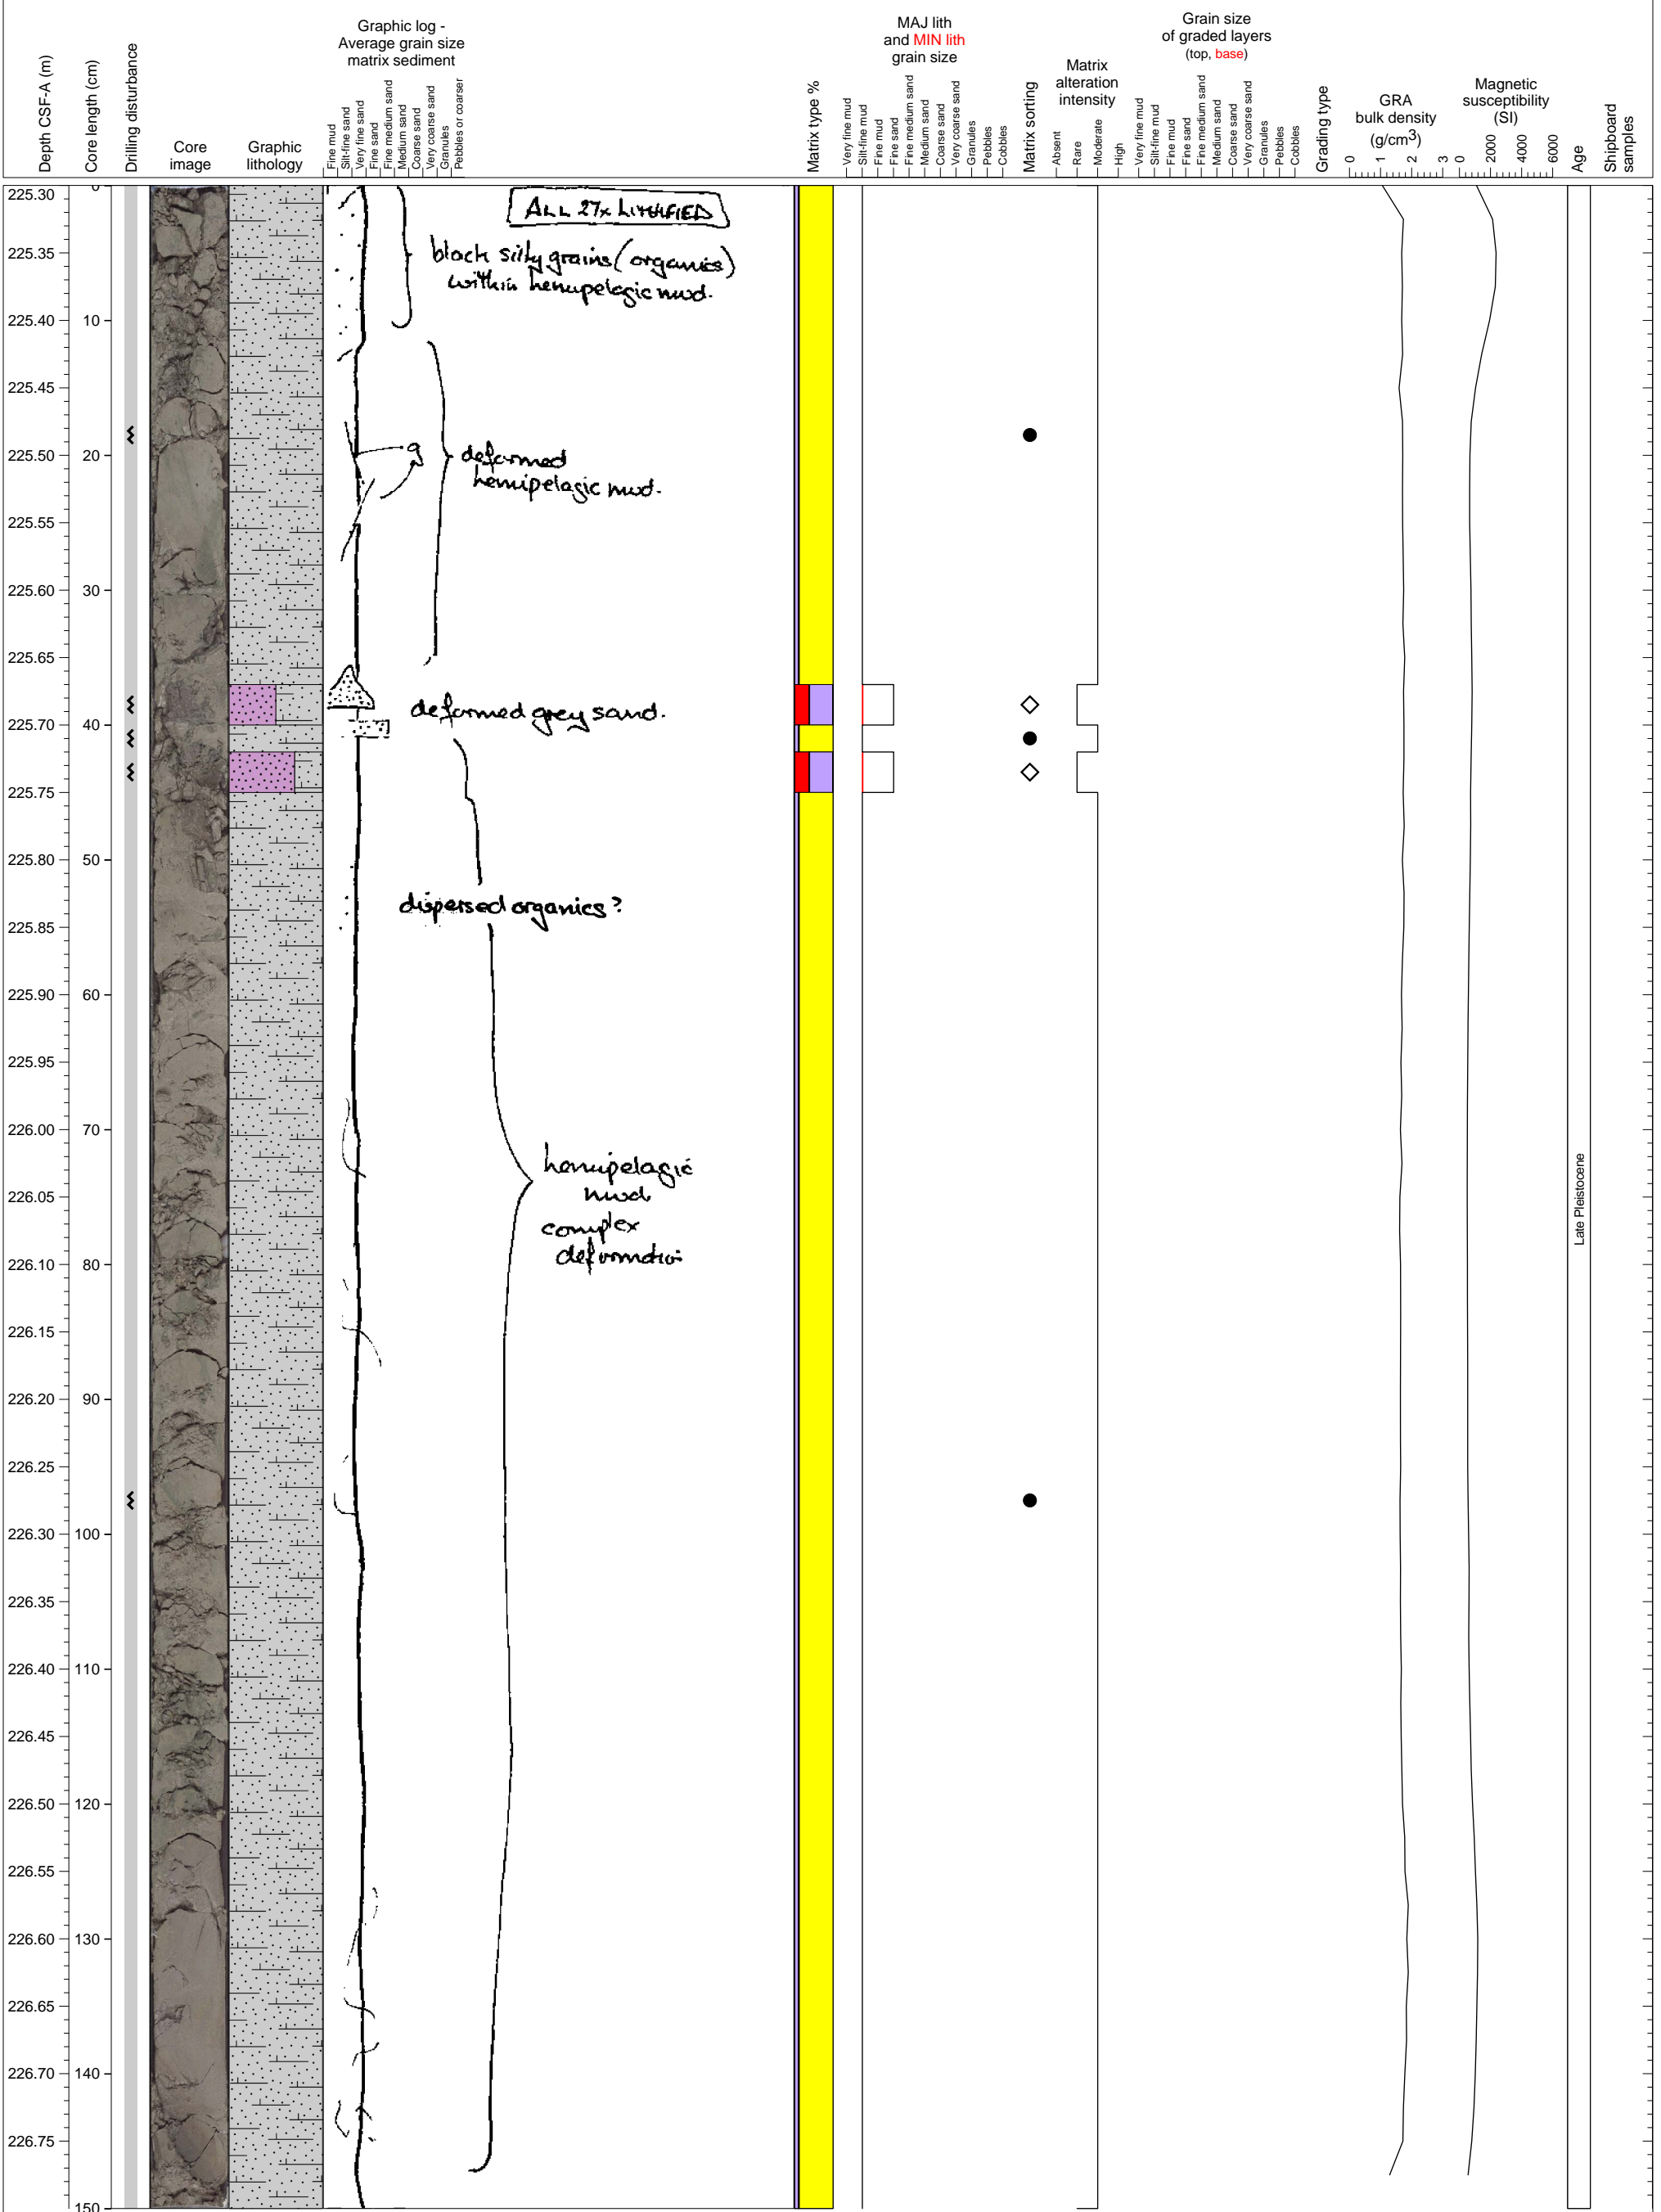 Depth CSF-A (m)
Core length (cm)
Drilling disturbance
Core
image
Graphic
lithology
Graphic log -
Average grain size
matrix sediment
Fine mud
Silt-fine sand
Very fine sand
Fine sand
Fine medium sand
Medium sand
Coarse sand
Very coarse sand
Granules
Pebbles or coarser
Matrix type %
MAJ lith
and MIN lith
grain size
Very fine mud
Silt-fine mud
Fine mud
Fine sand
Fine medium sand
Medium sand
Coarse sand
Very coarse sand
Granules
Pebbles
Cobbles
Matrix sorting
Matrix
alteration
intensity
Absent
Rare
Moderate
High
Grain size
of graded layers
(top, base)
Very fine mud
Silt-fine mud
Fine mud
Fine sand
Fine medium sand
Medium sand
Coarse sand
Very coarse sand
Granules
Pebbles
Cobbles
Grading type
GRA
bulk density
(g/cm3)
0 1 2 3
Magnetic
susceptibility
(SI)
0 2000 4000 6000
Age
Shipboard
samples
225.30 0
225.35
225.40 10
225.45
225.50 20
225.55
225.60 30
225.65
225.70 40
225.75
225.80 50
225.85
225.90 60
225.95
226.00 70
226.05
226.10 80
226.15
226.20 90
226.25
226.30 100
226.35
226.40 110
226.45
226.50 120
226.55
226.60 130
226.65
226.70 140
226.75
150
ALL 27x LITHIFIED
black silty grains (organics)
within hemipelagic mud.
deformed
hemipelagic mud.
deformed grey sand.
dispersed organics?
hemipelagic
mud
complex
deformation
Late Pleistocene